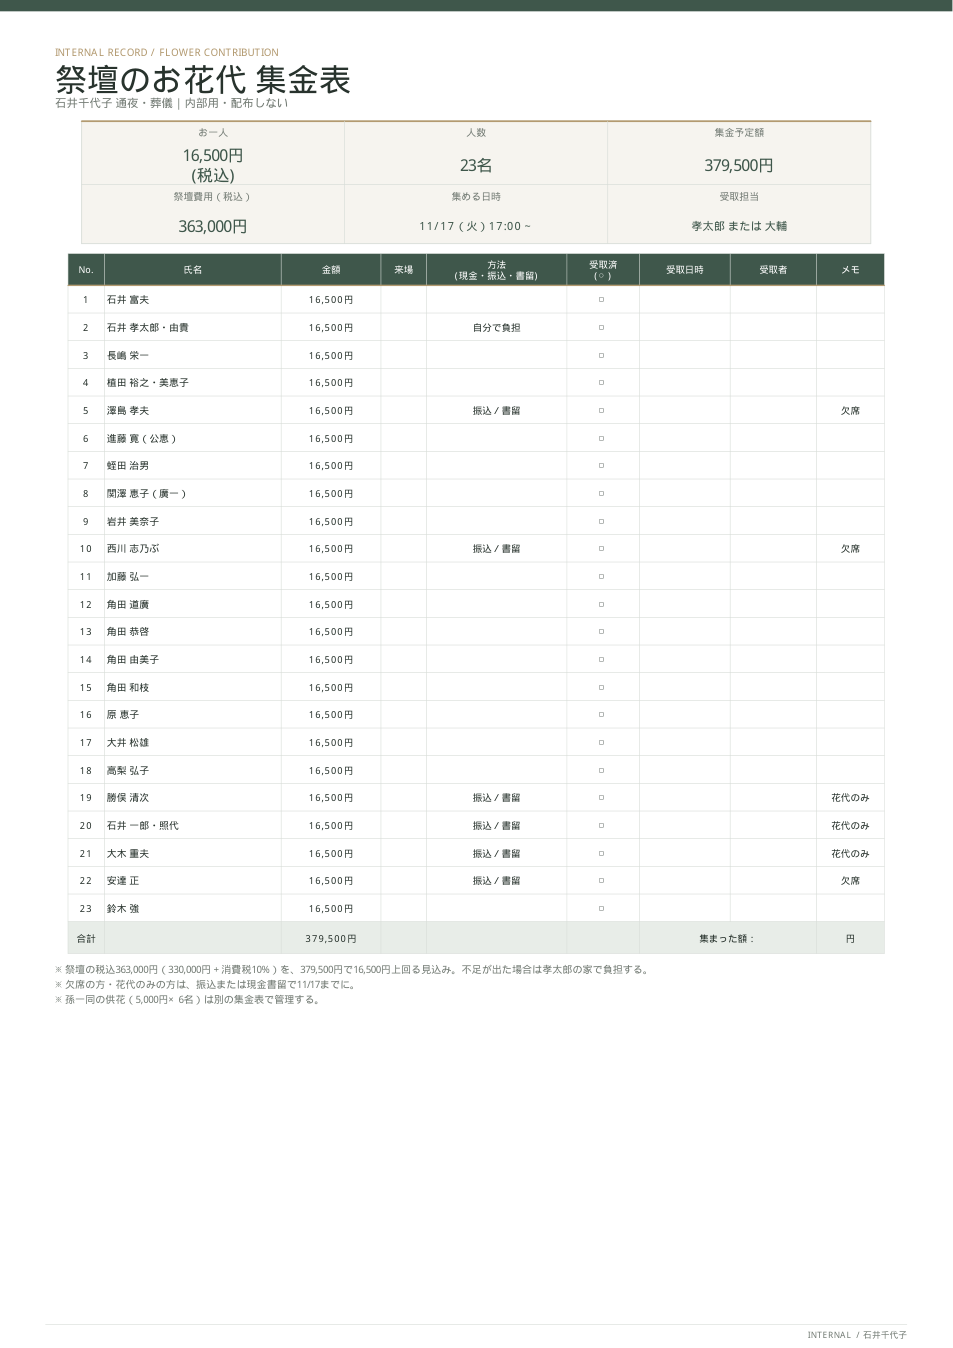 INTERNAL RECORD / FLOWER CONTRIBUTION
祭壇のお花代 集金表
石井千代子 通夜・葬儀｜内部用・配布しない
お一人 人数 集金予定額
16,500円 (税込) 23名 379,500円
祭壇費用（税込） 集める日時 受取担当
363,000円 11/17（火）17:00 ~ 孝太郎 または 大輔
No. 氏名 金額 来場 方法 (現金・振込・書留) 受取済 (○) 受取日時 受取者 メモ
1 石井 富夫 16,500円 □
2 石井 孝太郎・由貴 16,500円 自分で負担 □
3 長嶋 栄一 16,500円 □
4 植田 裕之・美恵子 16,500円 □
5 澤島 孝夫 16,500円 振込 / 書留 □ 欠席
6 進藤 寛（公恵） 16,500円 □
7 蛭田 治男 16,500円 □
8 関澤 恵子（廣一） 16,500円 □
9 岩井 美奈子 16,500円 □
10 西川 志乃ぶ 16,500円 振込 / 書留 □ 欠席
11 加藤 弘一 16,500円 □
12 角田 道廣 16,500円 □
13 角田 恭啓 16,500円 □
14 角田 由美子 16,500円 □
15 角田 和枝 16,500円 □
16 原 恵子 16,500円 □
17 大井 松雄 16,500円 □
18 高梨 弘子 16,500円 □
19 勝俣 清次 16,500円 振込 / 書留 □ 花代のみ
20 石井 一郎・照代 16,500円 振込 / 書留 □ 花代のみ
21 大木 重夫 16,500円 振込 / 書留 □ 花代のみ
22 安達 正 16,500円 振込 / 書留 □ 欠席
23 鈴木 強 16,500円 □
合計 379,500円 集まった額： 円
※ 祭壇の税込363,000円（330,000円 + 消費税10%）を、379,500円で16,500円上回る見込み。不足が出た場合は孝太郎の家で負担する。
※ 欠席の方・花代のみの方は、振込または現金書留で11/17までに。
※ 孫一同の供花（5,000円× 6名）は別の集金表で管理する。
INTERNAL / 石井千代子